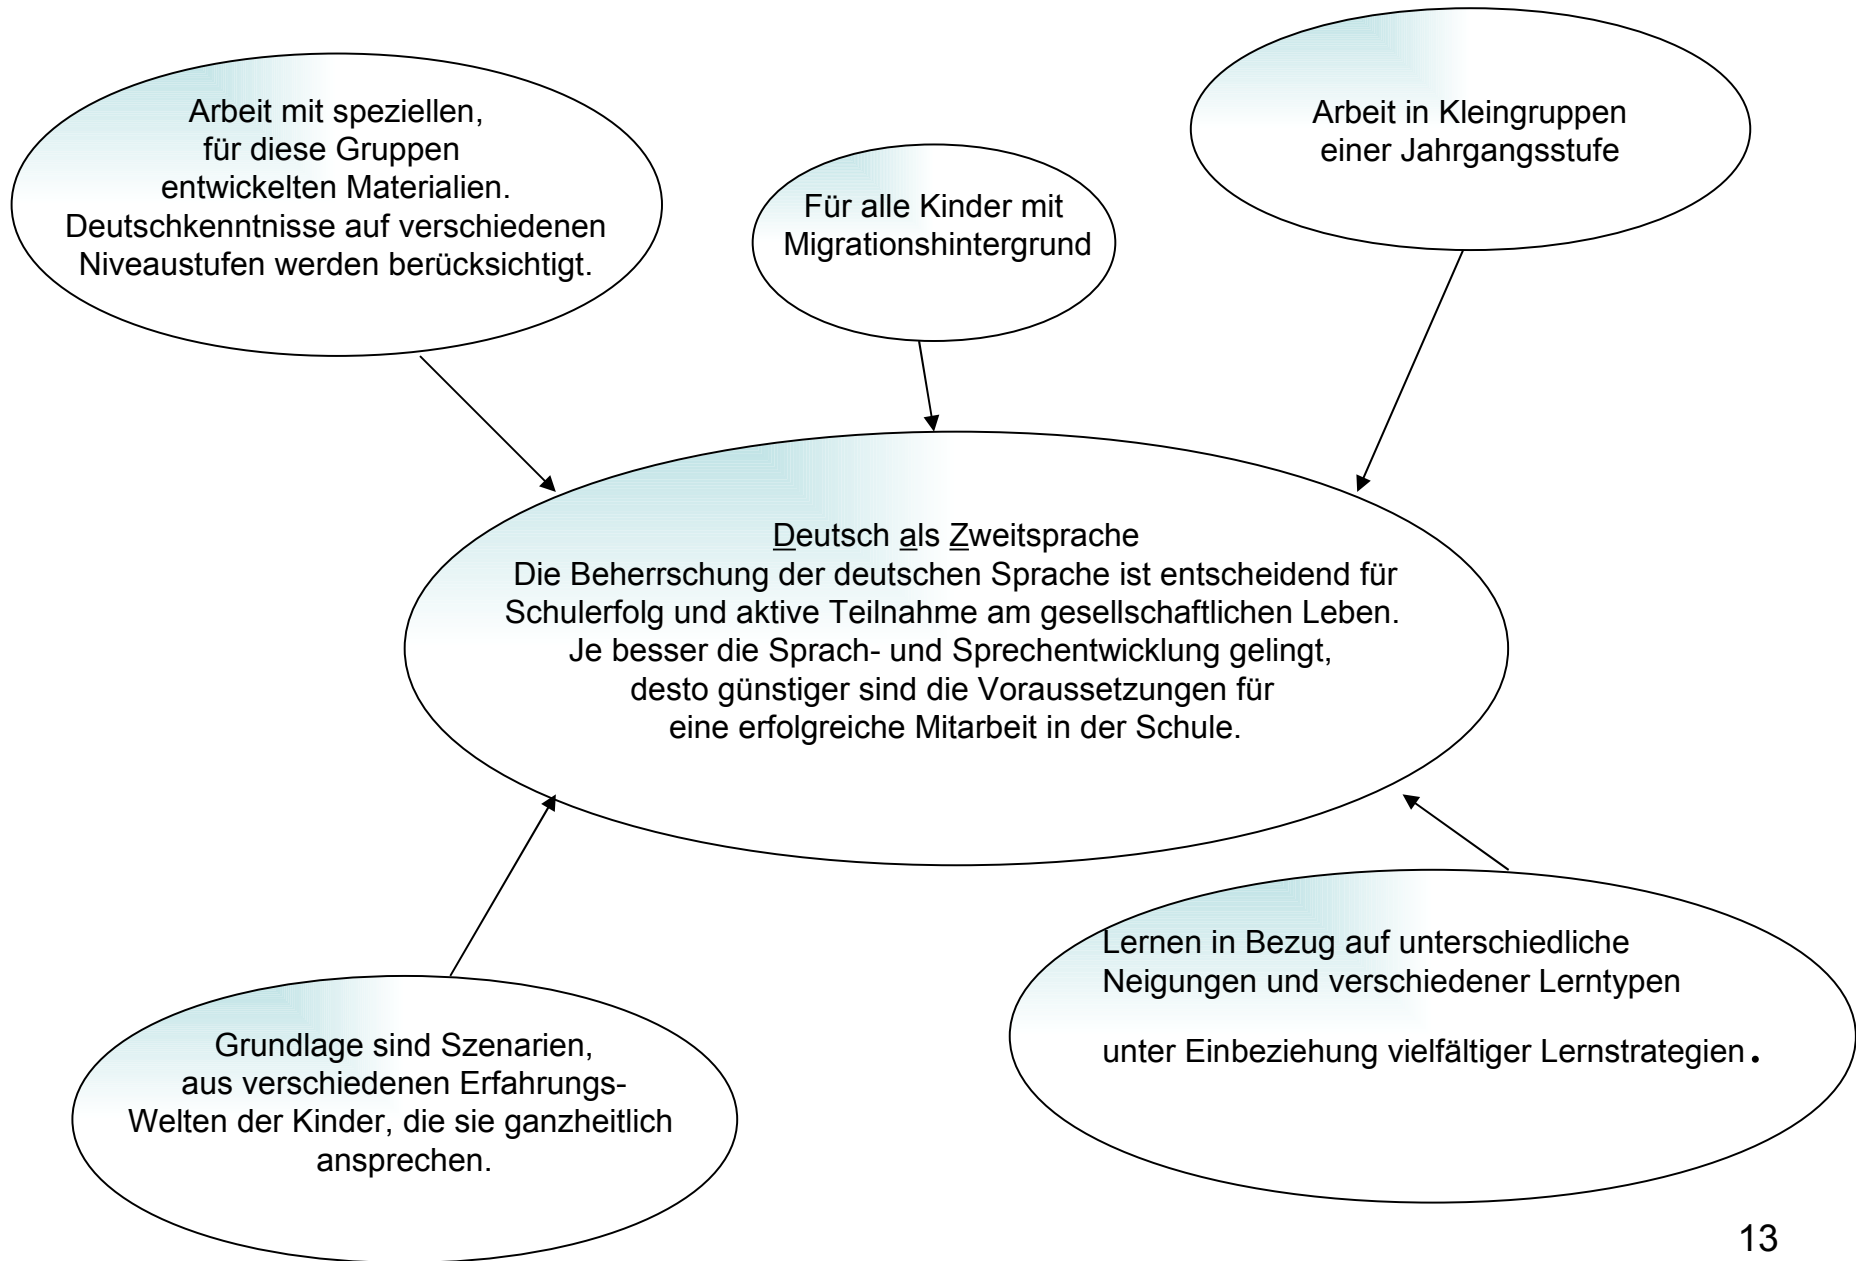 Arbeit mit speziellen,
für diese Gruppen
entwickelten Materialien.
Deutschkenntnisse auf verschiedenen
Niveaustufen werden berücksichtigt.
Für alle Kinder mit
Migrationshintergrund
Arbeit in Kleingruppen
einer Jahrgangsstufe
Deutsch als Zweitsprache
Die Beherrschung der deutschen Sprache ist entscheidend für
Schulerfolg und aktive Teilnahme am gesellschaftlichen Leben.
Je besser die Sprach- und Sprechentwicklung gelingt,
desto günstiger sind die Voraussetzungen für
eine erfolgreiche Mitarbeit in der Schule.
Grundlage sind Szenarien,
aus verschiedenen Erfahrungs-
Welten der Kinder, die sie ganzheitlich
ansprechen.
Lernen in Bezug auf unterschiedliche
Neigungen und verschiedener Lerntypen
unter Einbeziehung vielfältiger Lernstrategien.
13